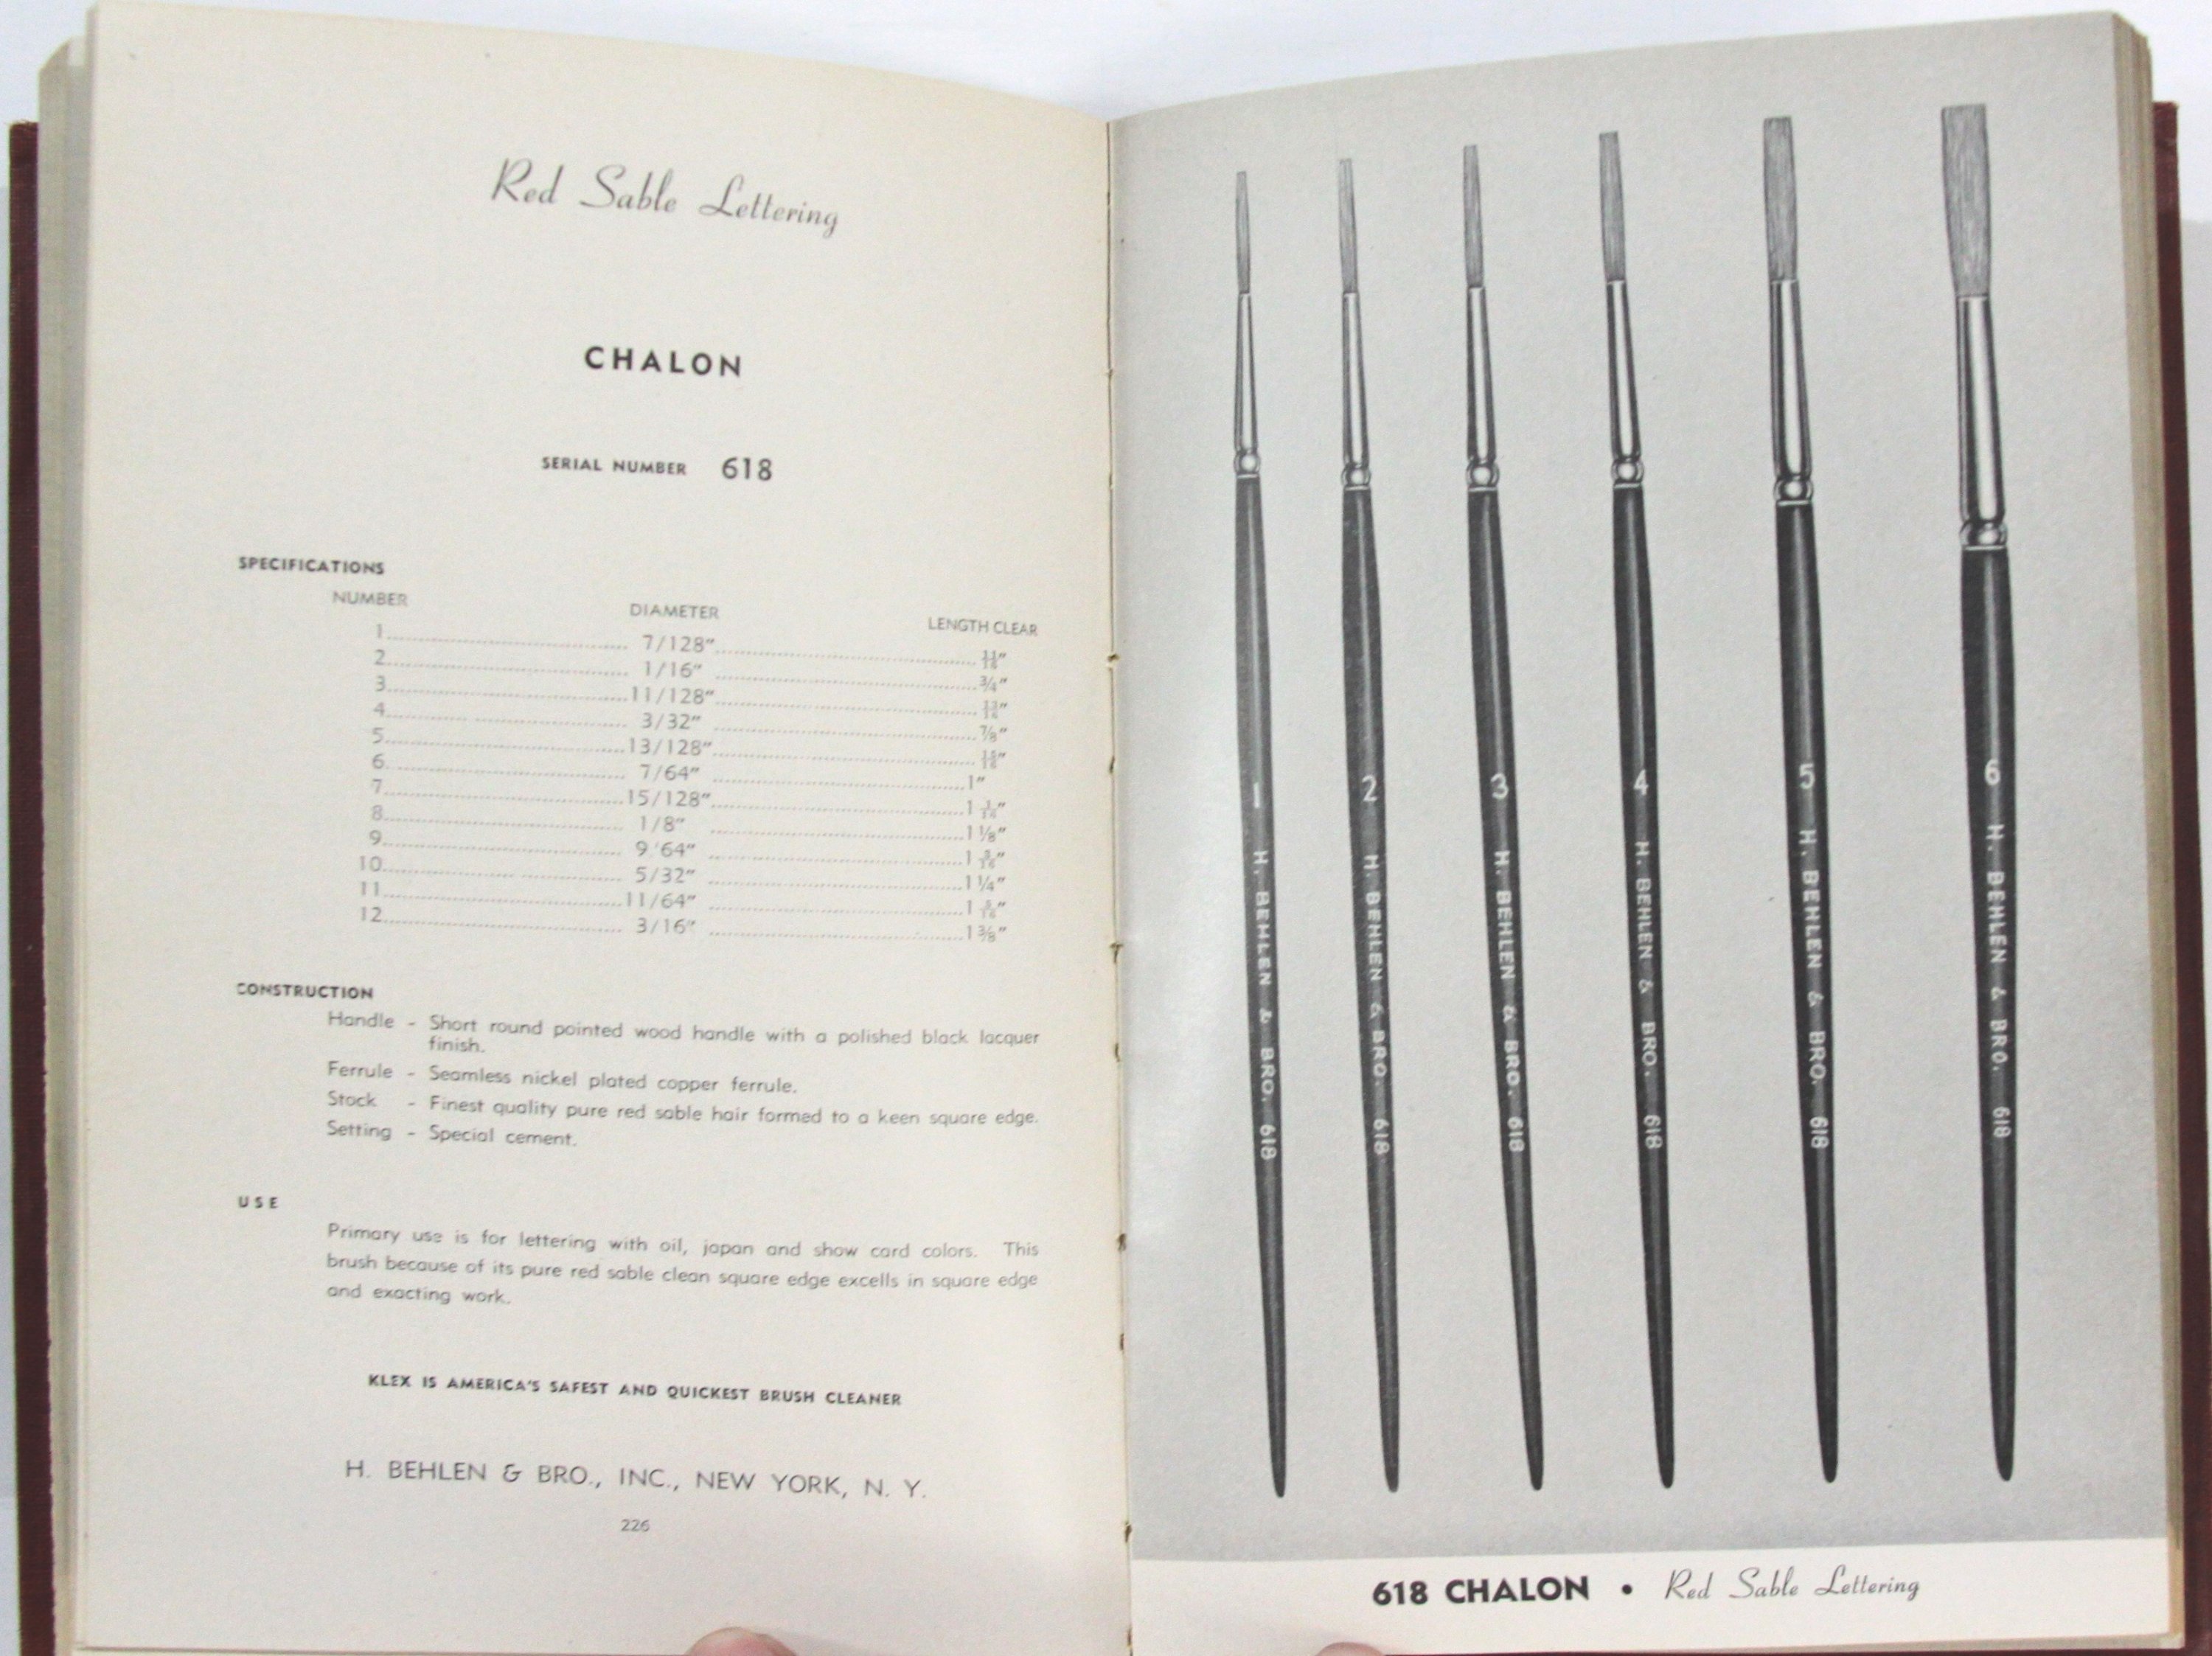 Red Sable Lettering
CHALON
SERIAL NUMBER 618
SPECIFICATIONS
NUMBER DIAMETER LENGTH CLEAR
1 7/128" 11/16"
2 1/16" 3/4"
3 11/128" 13/16"
4 3/32" 7/8"
5 13/128" 15/16"
6 7/64" 1"
7 15/128" 1 1/16"
8 1/8" 1 1/8"
9 9/64" 1 3/16"
10 5/32" 1 1/4"
11 11/64" 1 5/16"
12 3/16" 1 3/8"
CONSTRUCTION
Handle - Short round pointed wood handle with a polished black lacquer
finish.
Ferrule - Seamless nickel plated copper ferrule.
Stock - Finest quality pure red sable hair formed to a keen square edge.
Setting - Special cement.
USE
Primary use is for lettering with oil, japan and show card colors. This
brush because of its pure red sable clean square edge excells in square edge
and exacting work.
KLEX IS AMERICA'S SAFEST AND QUICKEST BRUSH CLEANER
H. BEHLEN & BRO., INC., NEW YORK, N. Y.
226
1 H. BEHLEN & BRO. 618
2 H. BEHLEN & BRO. 618
3 H. BEHLEN & BRO. 618
4 H. BEHLEN & BRO. 618
5 H. BEHLEN & BRO. 618
6 H. BEHLEN & BRO. 618
618 CHALON • Red Sable Lettering